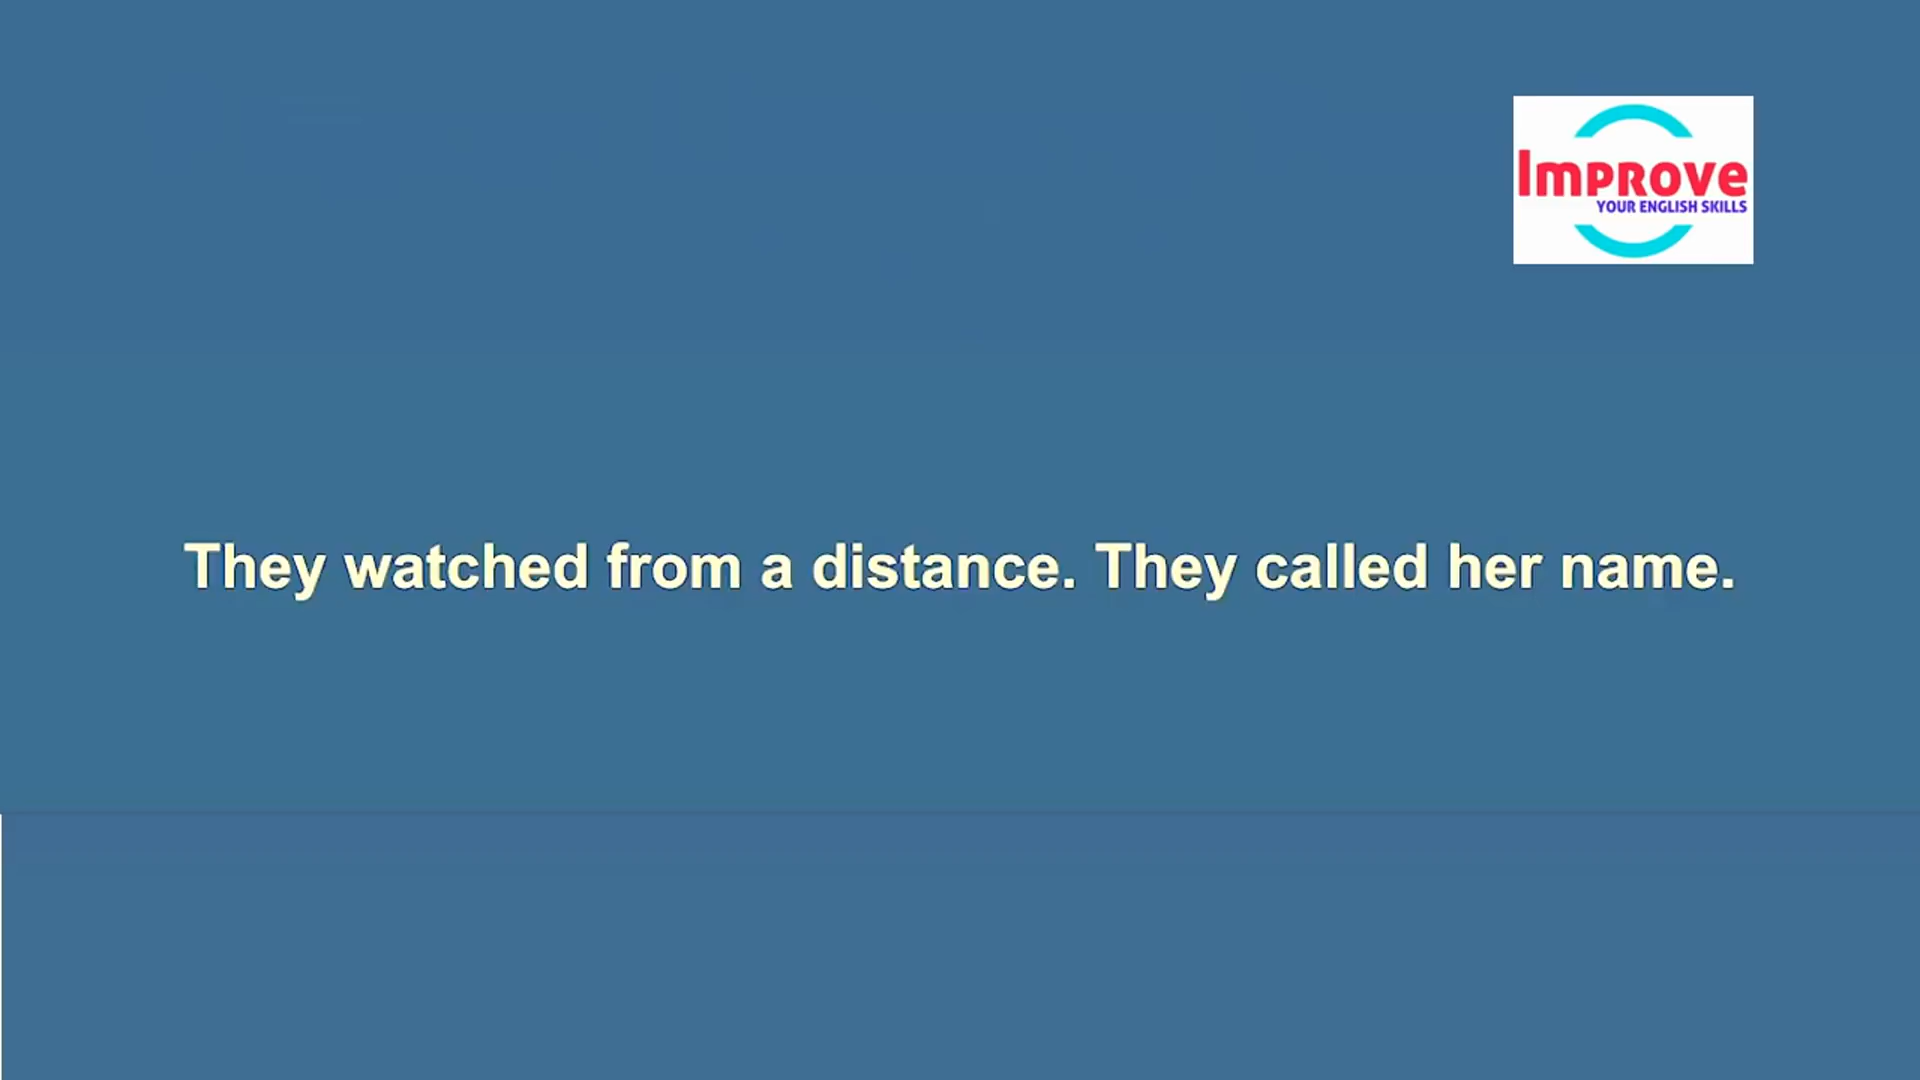 Improve
YOUR ENGLISH SKILLS
They watched from a distance. They called her name.